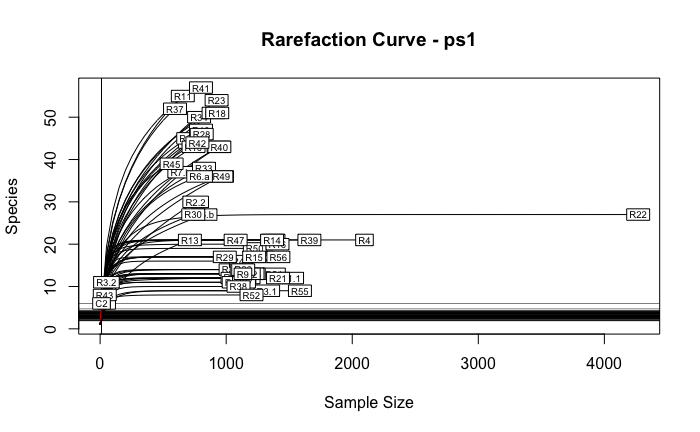 Rarefaction Curve - ps1
Species
50
40
30
20
10
0
R41
R11
R23
R37
R18
R28
R42
R40
R45
R33
R7
R6.a
R49
R2.2
R30
R22
R13
R47
R14
R39
R4
R29
R15
R56
R9
R21
R38
R55
R52
R3.2
R43
C2
0
1000
2000
3000
4000
Sample Size